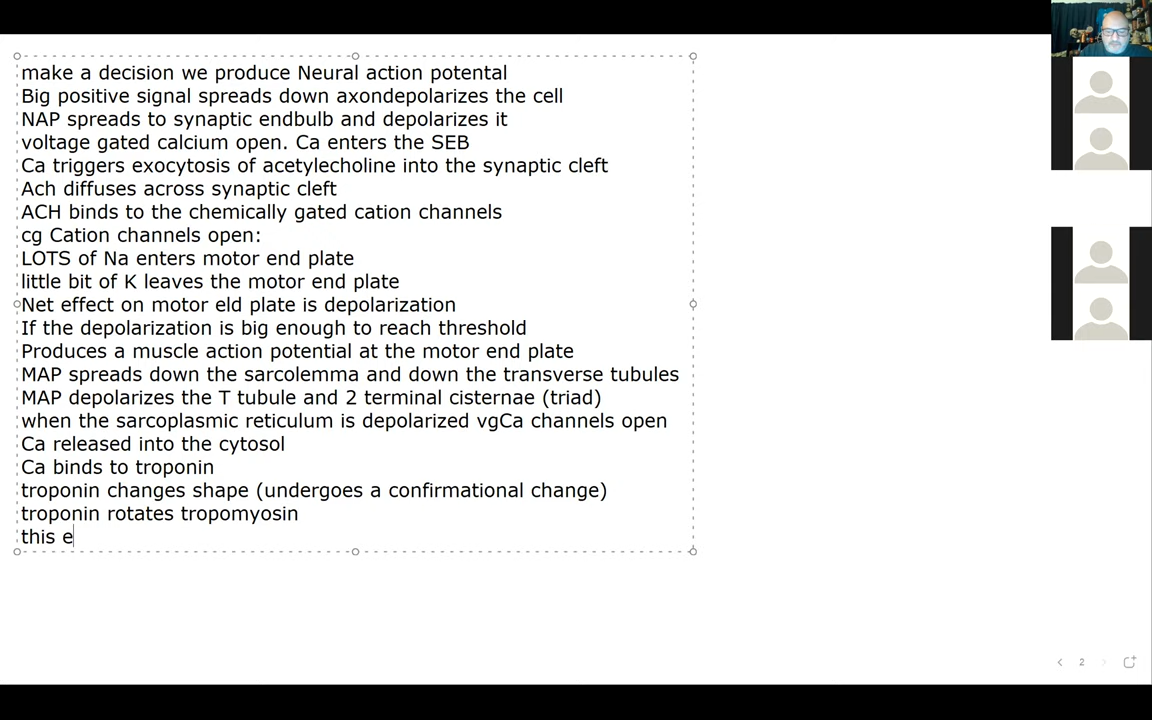 make a decision we produce Neural action potental
Big positive signal spreads down axondepolarizes the cell
NAP spreads to synaptic endbulb and depolarizes it
voltage gated calcium open. Ca enters the SEB
Ca triggers exocytosis of acetylecholine into the synaptic cleft
Ach diffuses across synaptic cleft
ACH binds to the chemically gated cation channels
cg Cation channels open:
LOTS of Na enters motor end plate
little bit of K leaves the motor end plate
Net effect on motor eld plate is depolarization
If the depolarization is big enough to reach threshold
Produces a muscle action potential at the motor end plate
MAP spreads down the sarcolemma and down the transverse tubules
MAP depolarizes the T tubule and 2 terminal cisternae (triad)
when the sarcoplasmic reticulum is depolarized vgCa channels open
Ca released into the cytosol
Ca binds to troponin
troponin changes shape (undergoes a confirmational change)
troponin rotates tropomyosin
this e
2